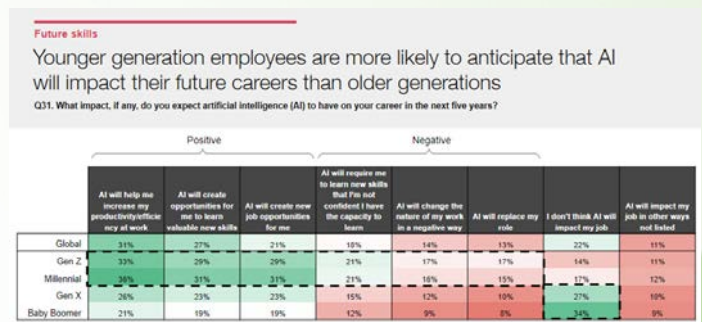 Future skills
Younger generation employees are more likely to anticipate that AI
will impact their future careers than older generations
Q31. What impact, if any, do you expect artificial intelligence (AI) to have on your career in the next five years?
Positive Negative
AI will help me increase my productivity/efficie ncy at work
AI will create opportunities for me to learn valuable new skills
AI will create new job opportunities for me
AI will require me to learn new skills that I'm not confident I have the capacity to learn
AI will change the nature of my work in a negative way
AI will replace my role
I don't think AI will impact my job
AI will impact my job in other ways not listed
Global 31% 27% 21% 18% 14% 13% 22% 11%
Gen Z 33% 29% 29% 21% 17% 17% 14% 11%
Millennial 36% 31% 31% 21% 16% 15% 17% 12%
Gen X 26% 23% 23% 15% 12% 10% 27% 10%
Baby Boomer 21% 19% 19% 12% 9% 8% 34% 9%